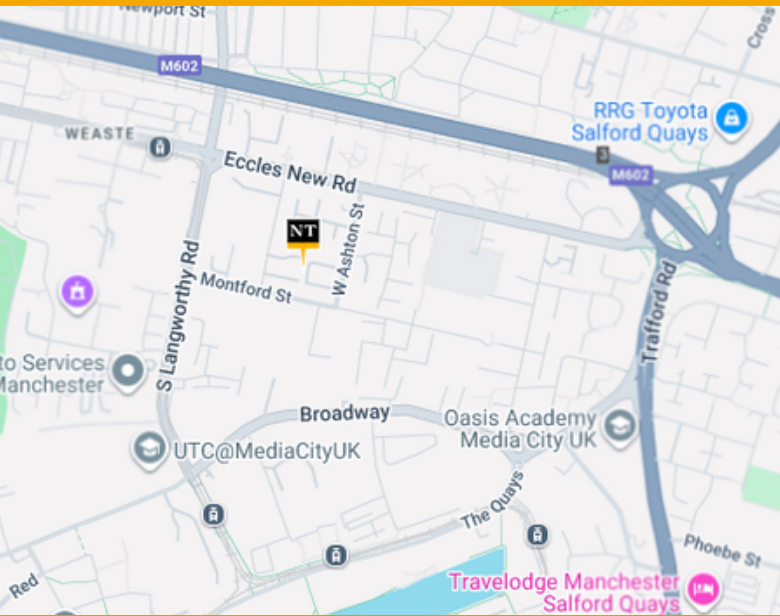 Newport St
Cross
M602
RRG Toyota
Salford Quays
WEASTE
3
M602
Eccles New Rd
W Ashton St
NT
S Langworthy Rd
Montford St
Trafford Rd
to Services
Manchester
Broadway
Oasis Academy
Media City UK
UTC@MediaCityUK
The Quays
Phoebe St
Red
Travelodge Manchester
Salford Quays